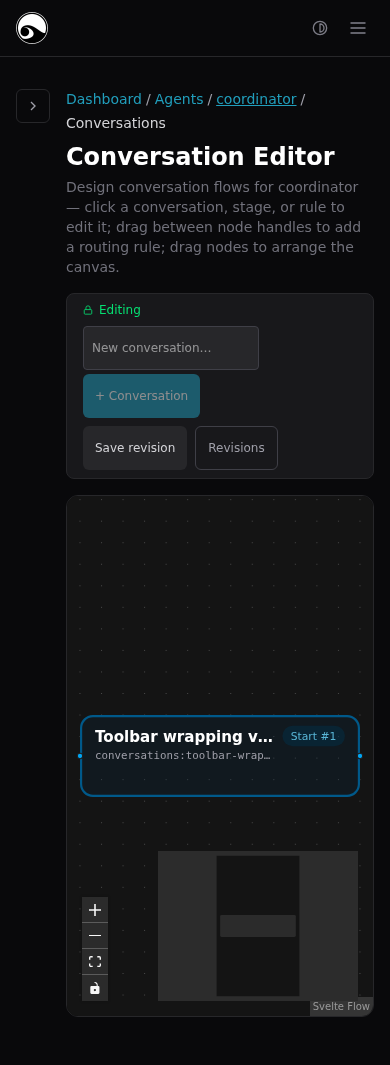 Dashboard / Agents / coordinator /
Conversations
Conversation Editor
Design conversation flows for coordinator
— click a conversation, stage, or rule to
edit it; drag between node handles to add
a routing rule; drag nodes to arrange the
canvas.
Editing
New conversation...
+ Conversation
Save revision Revisions
Toolbar wrapping v... Start #1
conversations:toolbar-wrap…
Svelte Flow